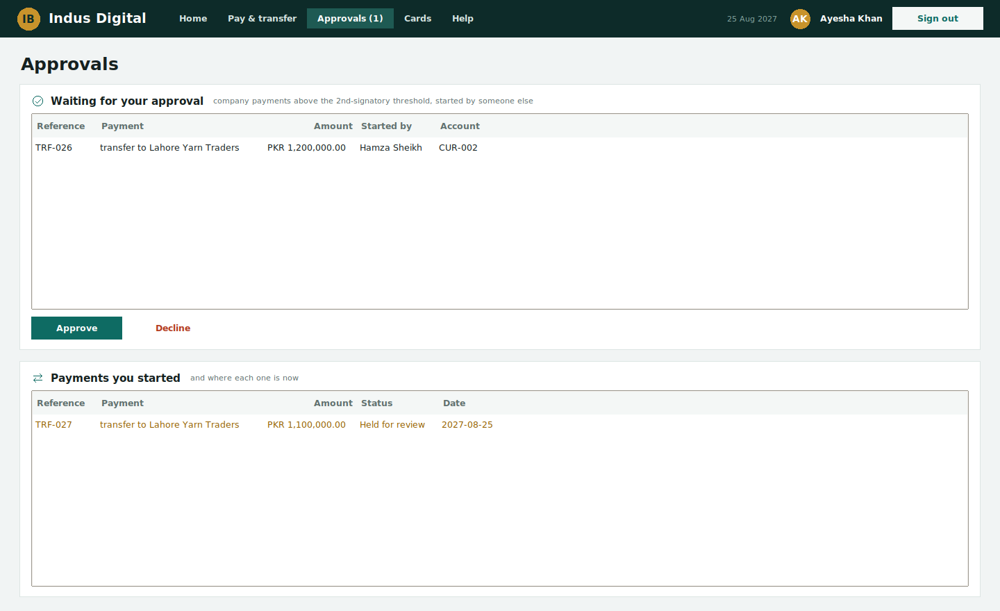 IB Indus Digital Home Pay & transfer Approvals (1) Cards Help 25 Aug 2027 AK Ayesha Khan Sign out
Approvals
Waiting for your approval company payments above the 2nd-signatory threshold, started by someone else
Reference Payment Amount Started by Account
TRF-026 transfer to Lahore Yarn Traders PKR 1,200,000.00 Hamza Sheikh CUR-002
Approve Decline
Payments you started and where each one is now
Reference Payment Amount Status Date
TRF-027 transfer to Lahore Yarn Traders PKR 1,100,000.00 Held for review 2027-08-25